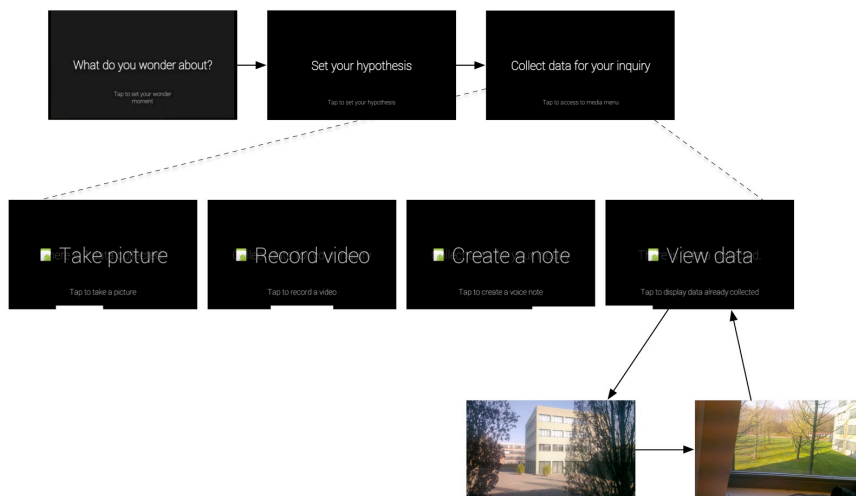 What do you wonder about?
Tap to set your wonder
moment
Set your hypothesis
Tap to set your hypothesis
Collect data for your inquiry
Tap to access to media menu
Take picture
Tap to take a picture
Record video
Tap to record a video
Create a note
Tap to create a voice note
View data
Tap to display data already collected